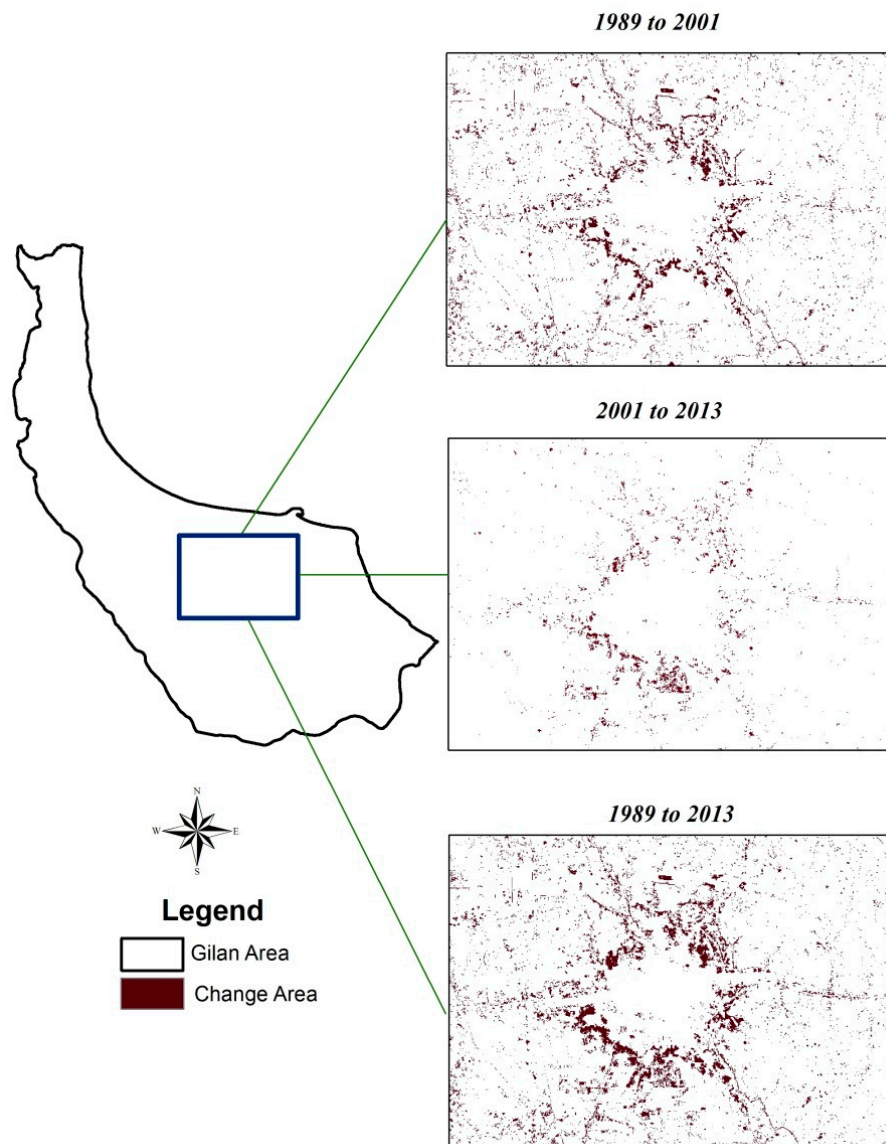 1989 to 2001
2001 to 2013
1989 to 2013
N
W E
S
Legend
Gilan Area
Change Area